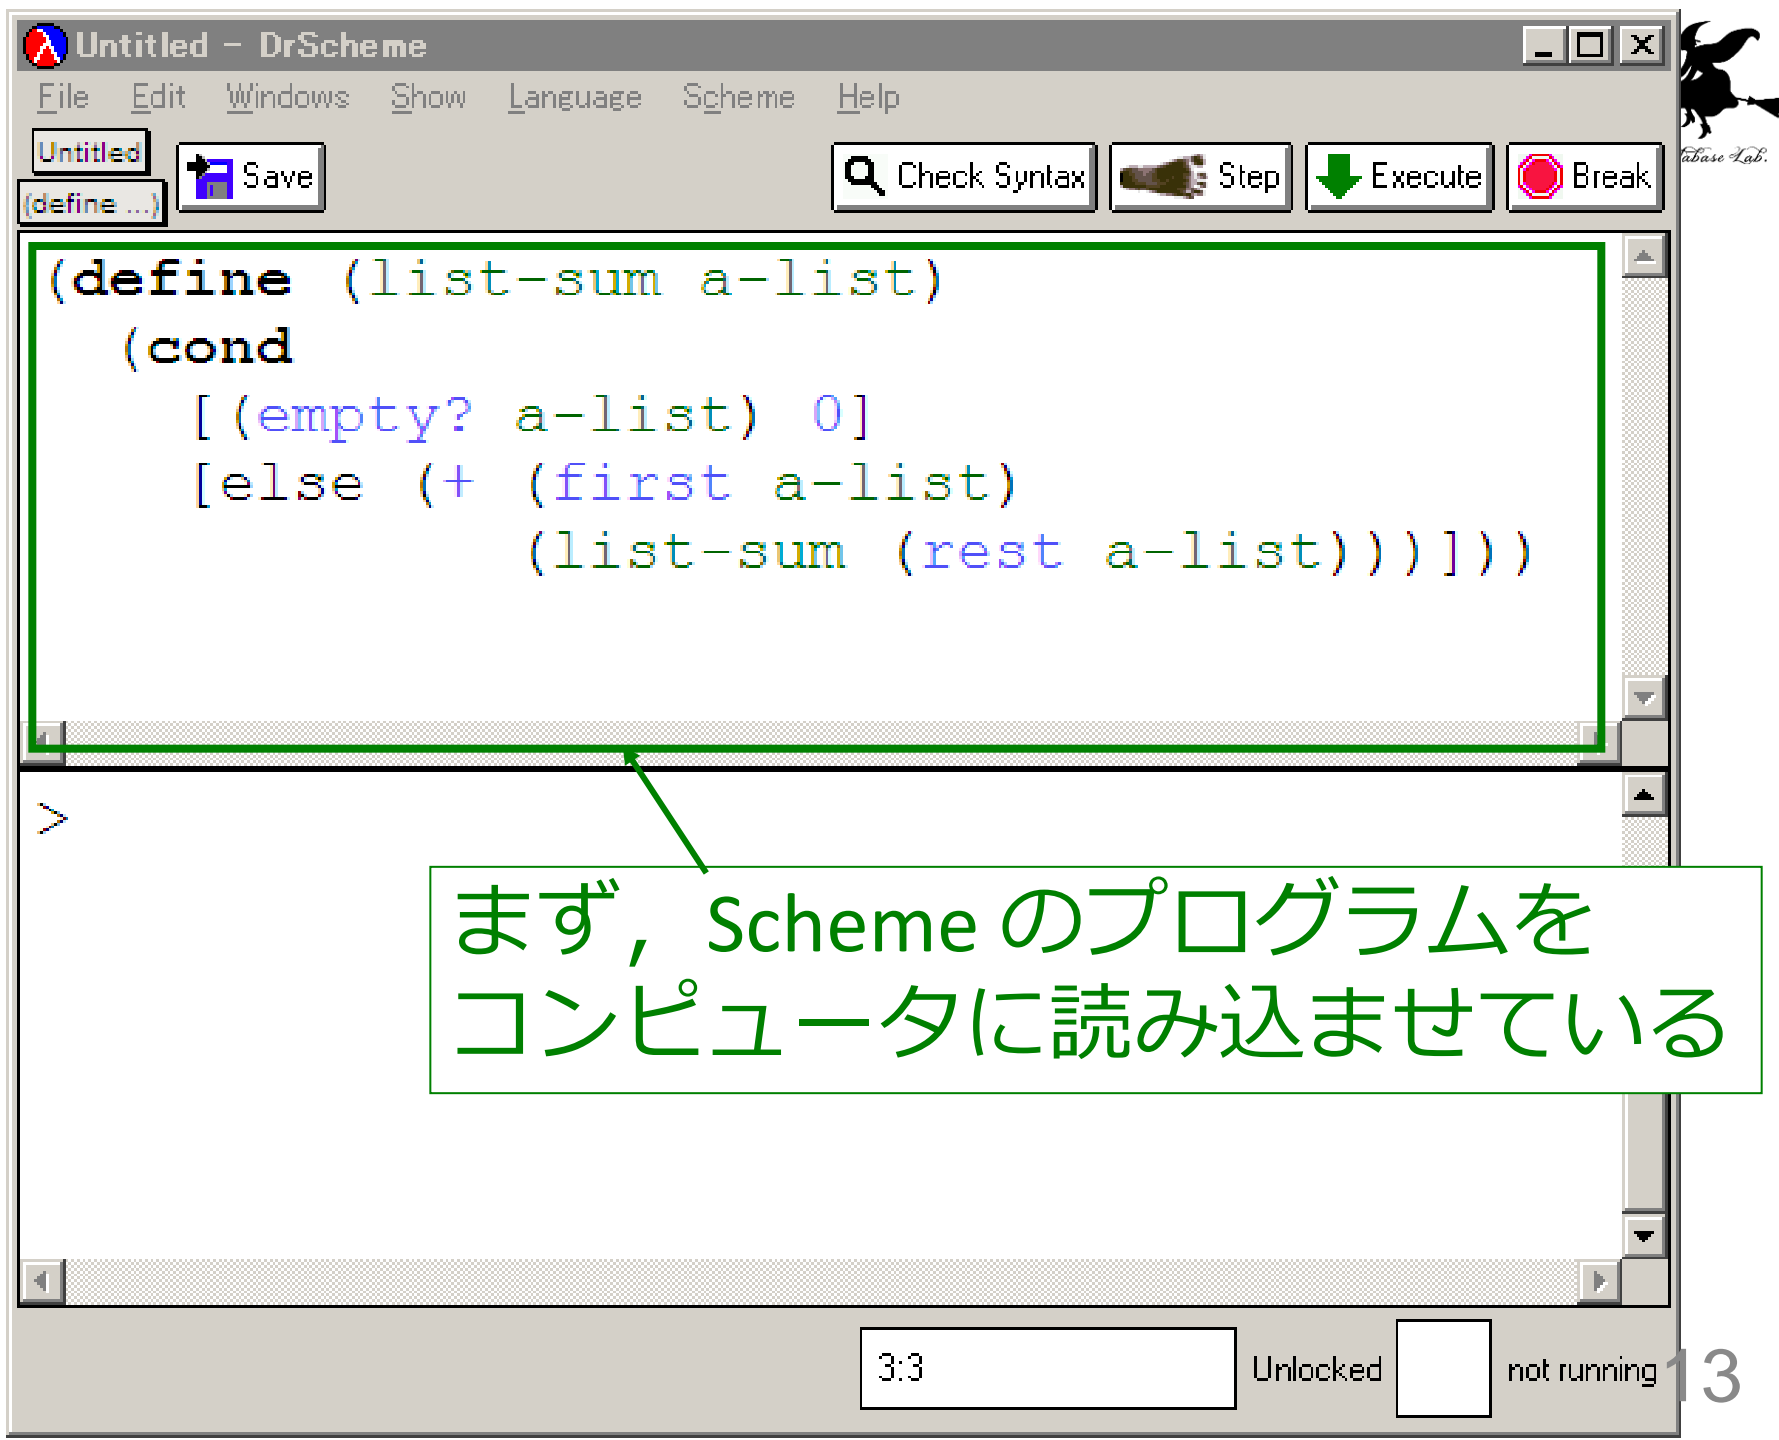 Untitled - DrScheme
File Edit Windows Show Language Scheme Help
Untitled
(define ...)
Save
Check Syntax
Step
Execute
Break
abase Lab.
(define (list-sum a-list)
(cond
[(empty? a-list) 0]
[else (+ (first a-list)
(list-sum (rest a-list)))]))
>
まず，Scheme のプログラムを
コンピュータに読み込ませている
3:3
Unlocked
not running
13